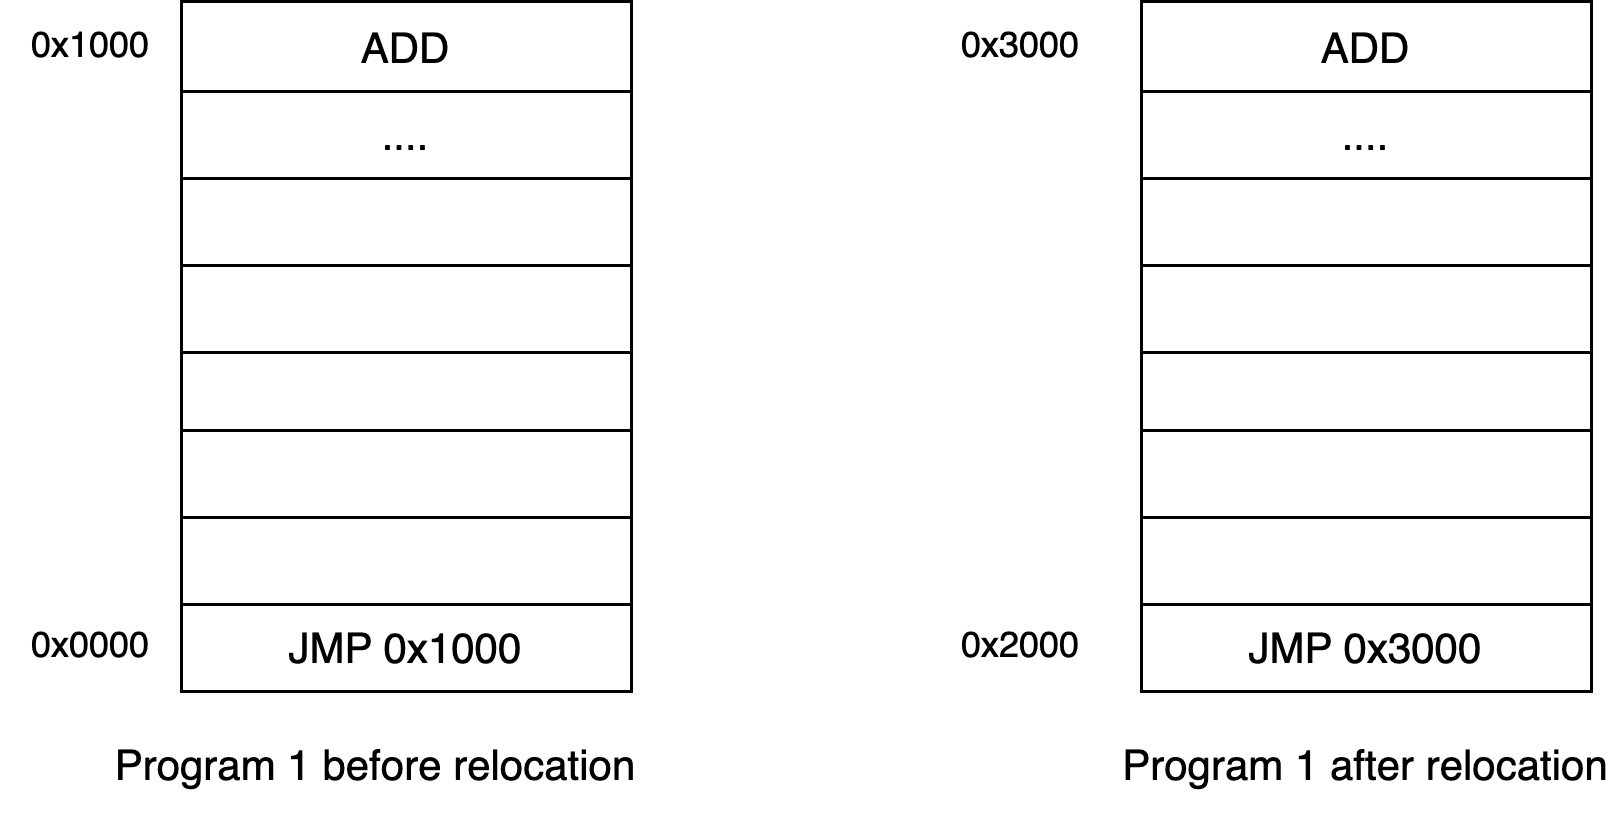 0x1000
ADD
....
0x0000
JMP 0x1000
Program 1 before relocation
0x3000
ADD
....
0x2000
JMP 0x3000
Program 1 after relocation